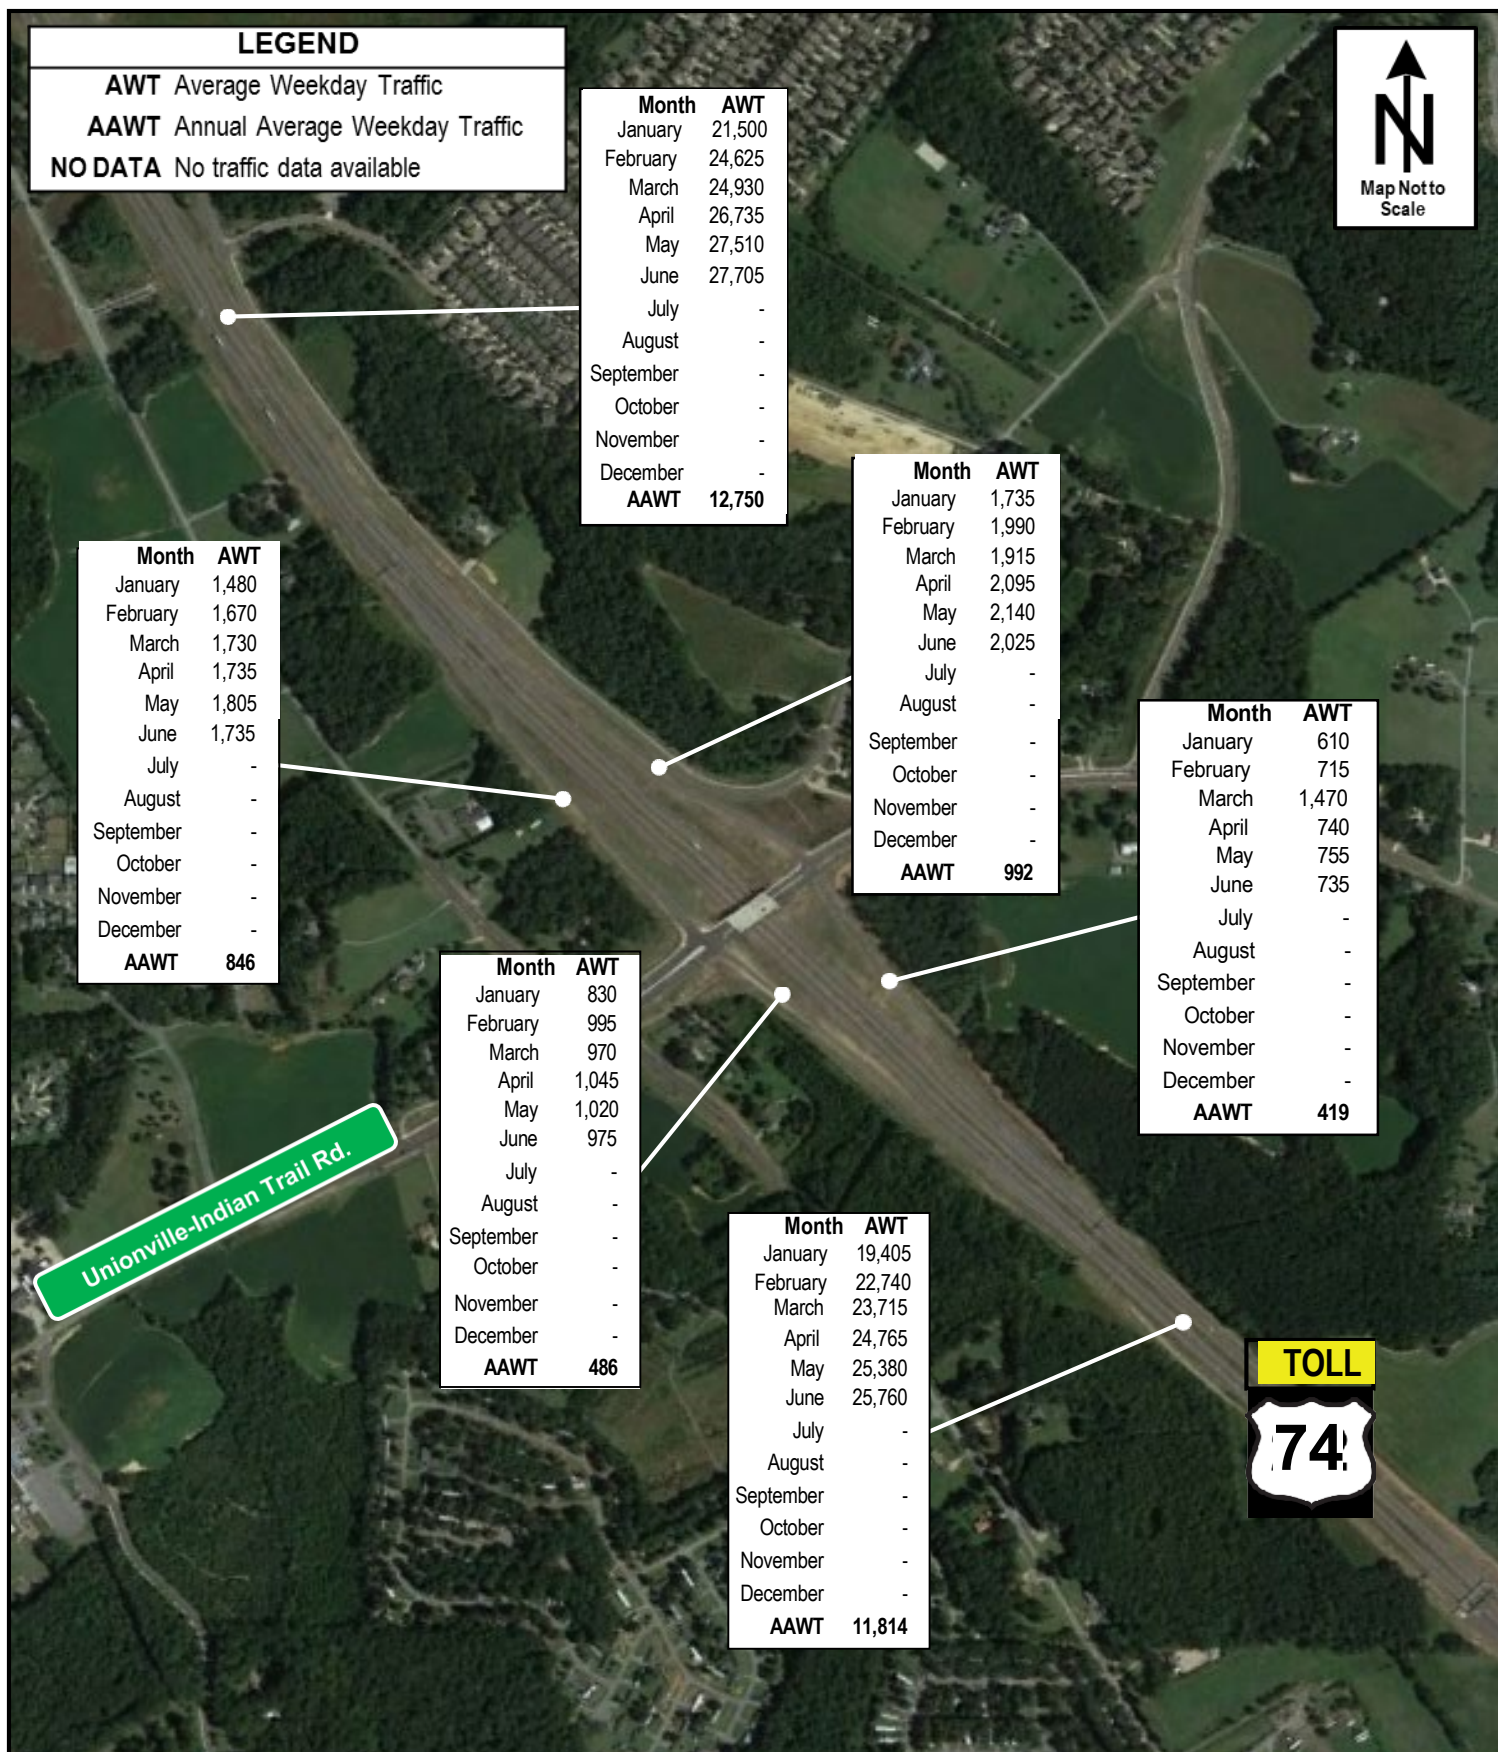 LEGEND
AWT Average Weekday Traffic
AAWT Annual Average Weekday Traffic
NO DATA No traffic data available
N
Map Not to
Scale
Month AWT
January 21,500
February 24,625
March 24,930
April 26,735
May 27,510
June 27,705
July -
August -
September -
October -
November -
December -
AAWT 12,750
Month AWT
January 1,735
February 1,990
March 1,915
April 2,095
May 2,140
June 2,025
July -
August -
September -
October -
November -
December -
AAWT 992
Month AWT
January 1,480
February 1,670
March 1,730
April 1,735
May 1,805
June 1,735
July -
August -
September -
October -
November -
December -
AAWT 846
Month AWT
January 610
February 715
March 1,470
April 740
May 755
June 735
July -
August -
September -
October -
November -
December -
AAWT 419
Month AWT
January 830
February 995
March 970
April 1,045
May 1,020
June 975
July -
August -
September -
October -
November -
December -
AAWT 486
Unionville-Indian Trail Rd.
Month AWT
January 19,405
February 22,740
March 23,715
April 24,765
May 25,380
June 25,760
July -
August -
September -
October -
November -
December -
AAWT 11,814
TOLL
74